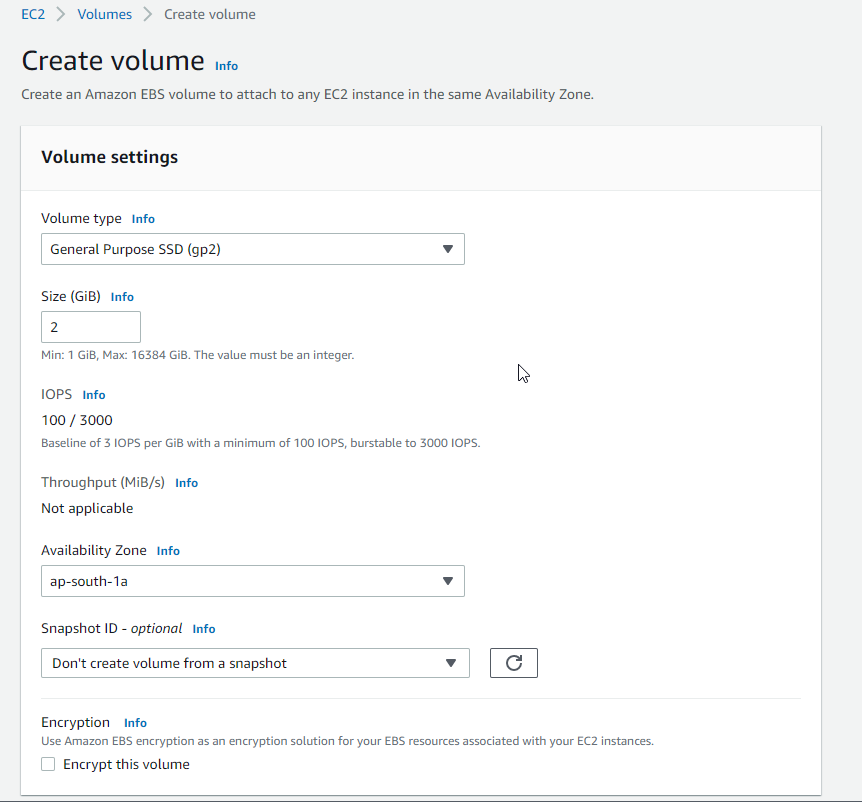 EC2 > Volumes > Create volume
Create volume Info
Create an Amazon EBS volume to attach to any EC2 instance in the same Availability Zone.
Volume settings
Volume type Info
General Purpose SSD (gp2)
Size (GiB) Info
2
Min: 1 GiB, Max: 16384 GiB. The value must be an integer.
IOPS Info
100 / 3000
Baseline of 3 IOPS per GiB with a minimum of 100 IOPS, burstable to 3000 IOPS.
Throughput (MiB/s) Info
Not applicable
Availability Zone Info
ap-south-1a
Snapshot ID - optional Info
Don't create volume from a snapshot
Encryption Info
Use Amazon EBS encryption as an encryption solution for your EBS resources associated with your EC2 instances.
Encrypt this volume